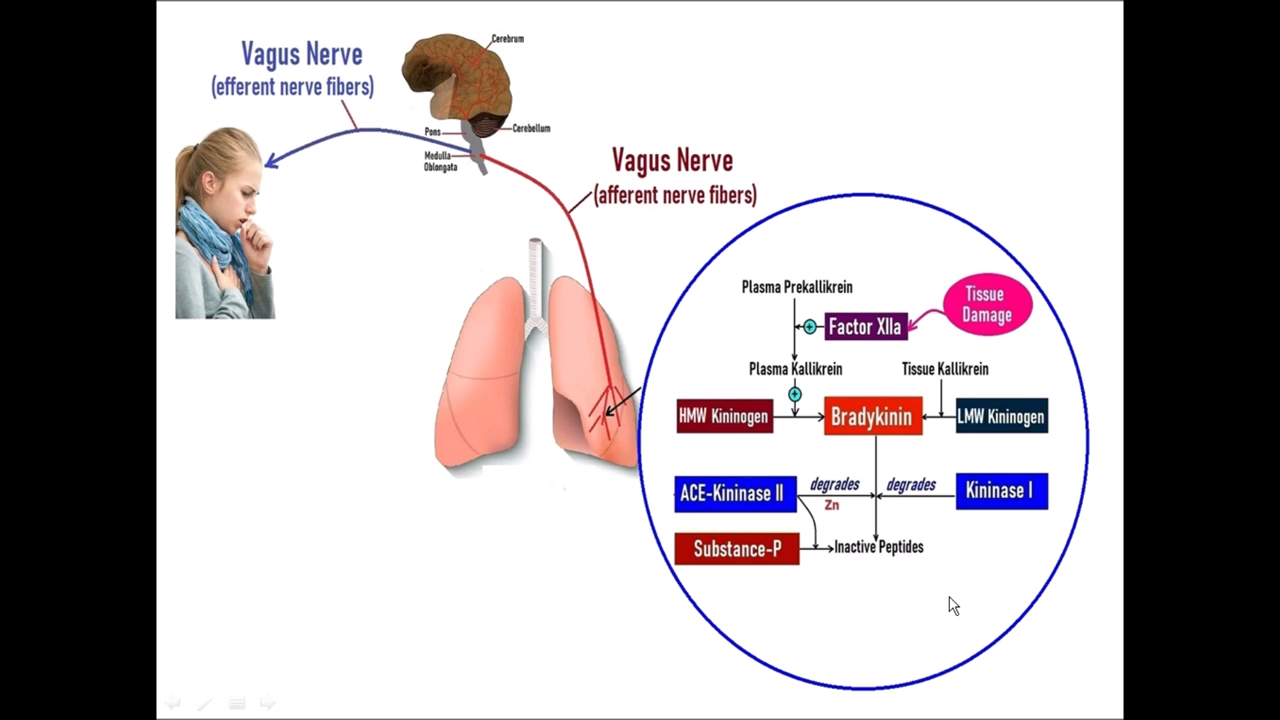 Vagus Nerve
(efferent nerve fibers)
Cerebrum
Pons
Cerebellum
Medulla
Oblongata
Vagus Nerve
(afferent nerve fibers)
Plasma Prekallikrein
Tissue
Damage
+
Factor XIIa
Plasma Kallikrein
Tissue Kallikrein
+
HMW Kininogen
Bradykinin
LMW Kininogen
ACE-Kininase II
degrades
degrades
Kininase I
Zn
Substance-P
Inactive Peptides